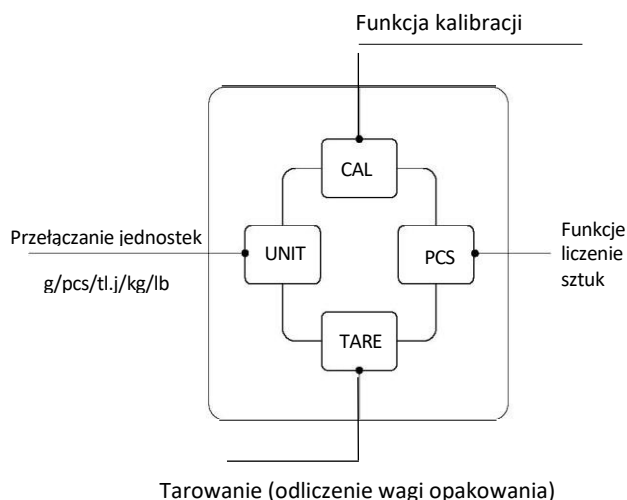 Funkcja kalibracji
CAL
Przełączanie jednostek
g/pcs/tl.j/kg/lb
UNIT
PCS
Funkcje
liczenie
sztuk
TARE
Tarowanie (odliczenie wagi opakowania)